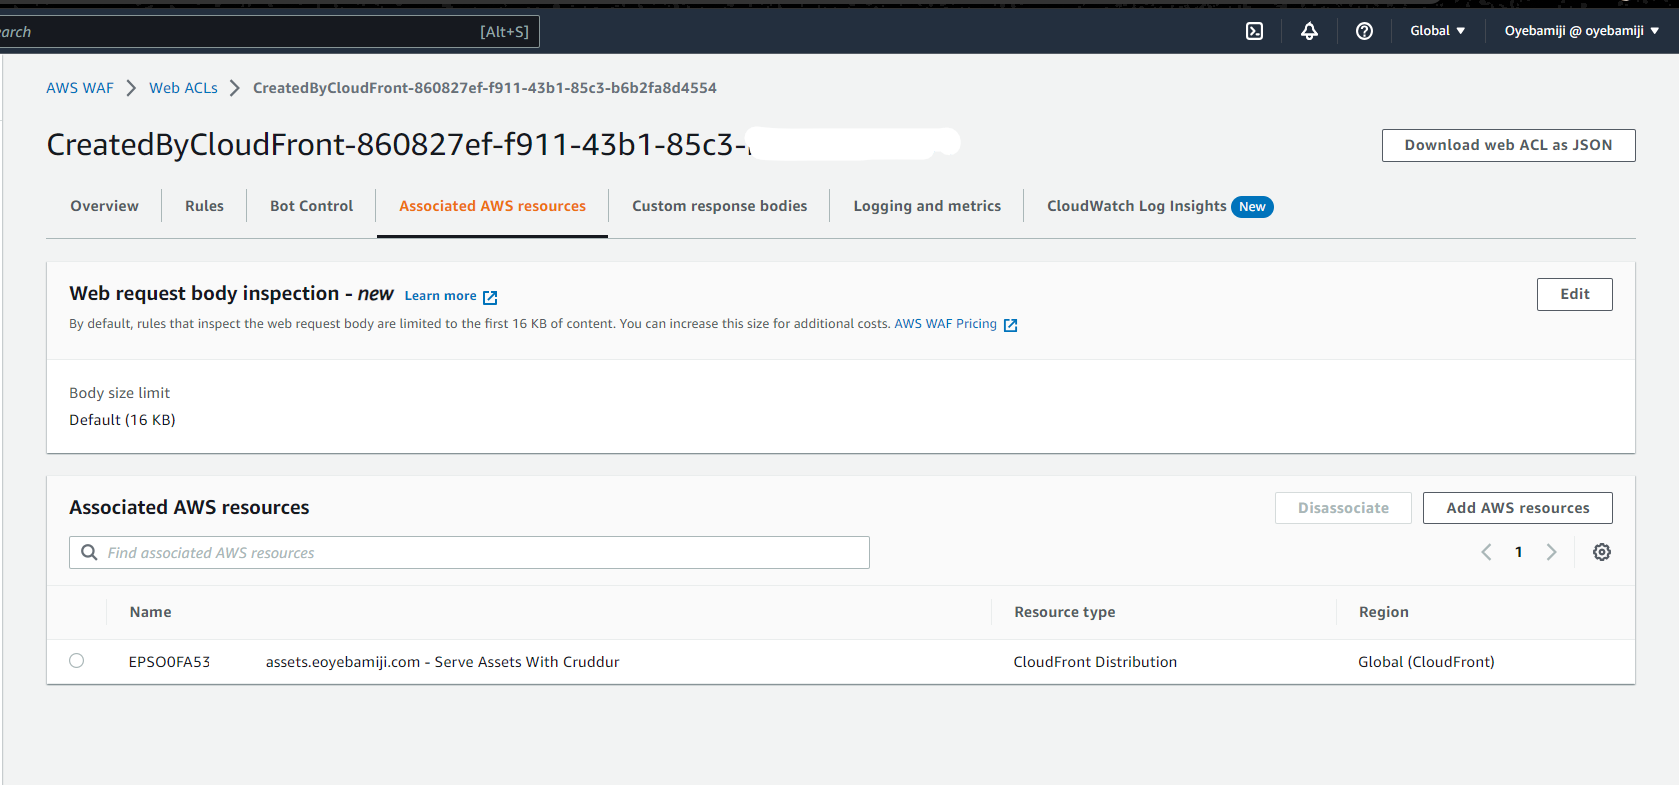 earch [Alt+S] Global Oyebamiji @ oyebamiji
AWS WAF Web ACLs CreatedByCloudFront-860827ef-f911-43b1-85c3-b6b2fa8d4554
CreatedByCloudFront-860827ef-f911-43b1-85c3-
Download web ACL as JSON
Overview Rules Bot Control Associated AWS resources Custom response bodies Logging and metrics CloudWatch Log Insights New
Web request body inspection - new Learn more
Edit
By default, rules that inspect the web request body are limited to the first 16 KB of content. You can increase this size for additional costs. AWS WAF Pricing
Body size limit
Default (16 KB)
Associated AWS resources
Disassociate Add AWS resources
Find associated AWS resources
1
Name Resource type Region
EPSO0FA53 assets.eoyebamiji.com - Serve Assets With Cruddur CloudFront Distribution Global (CloudFront)